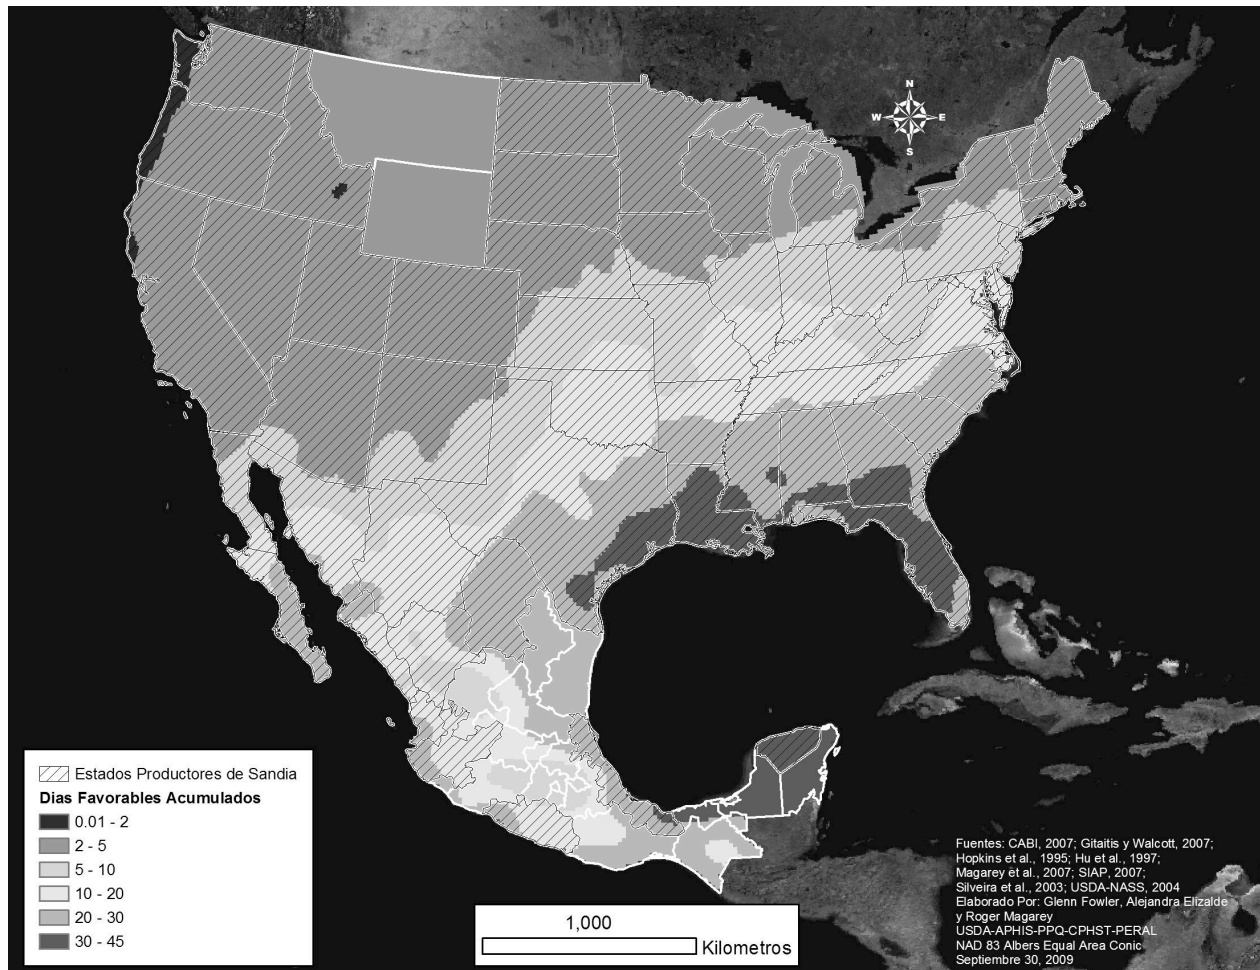 N
W E
S
Estados Productores de Sandia
Dias Favorables Acumulados
0.01 - 2
2 - 5
5 - 10
10 - 20
20 - 30
30 - 45
1,000
Kilometros
Fuentes: CABI, 2007; Gitaitis y Walcott, 2007;
Hopkins et al., 1995; Hu et al., 1997;
Magarey et al., 2007; SIAP, 2007;
Silveira et al., 2003; USDA-NASS, 2004
Elaborado Por: Glenn Fowler, Alejandra Elizalde
y Roger Magarey
USDA-APHIS-PPQ-CPHST-PERAL
NAD 83 Albers Equal Area Conic
Septiembre 30, 2009